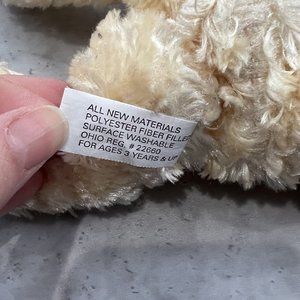 ALL NEW MATERIALS
POLYESTER FIBER FILLED
SURFACE WASHABLE
OHIO REG. # 22660
FOR AGES 3 YEARS & UP